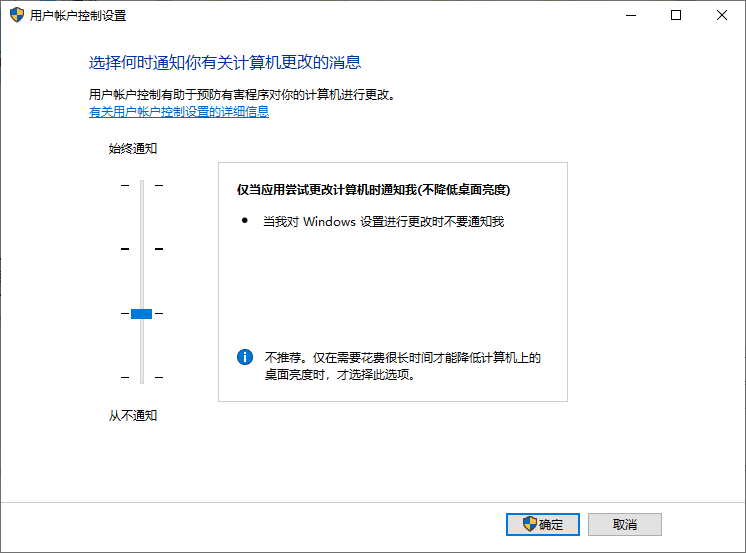 用户帐户控制设置
选择何时通知你有关计算机更改的消息
用户帐户控制有助于预防有害程序对你的计算机进行更改。
有关用户帐户控制设置的详细信息
始终通知
仅当应用尝试更改计算机时通知我(不降低桌面亮度)
● 当我对 Windows 设置进行更改时不要通知我
不推荐。仅在需要花费很长时间才能降低计算机上的
桌面亮度时，才选择此选项。
从不通知
确定 取消